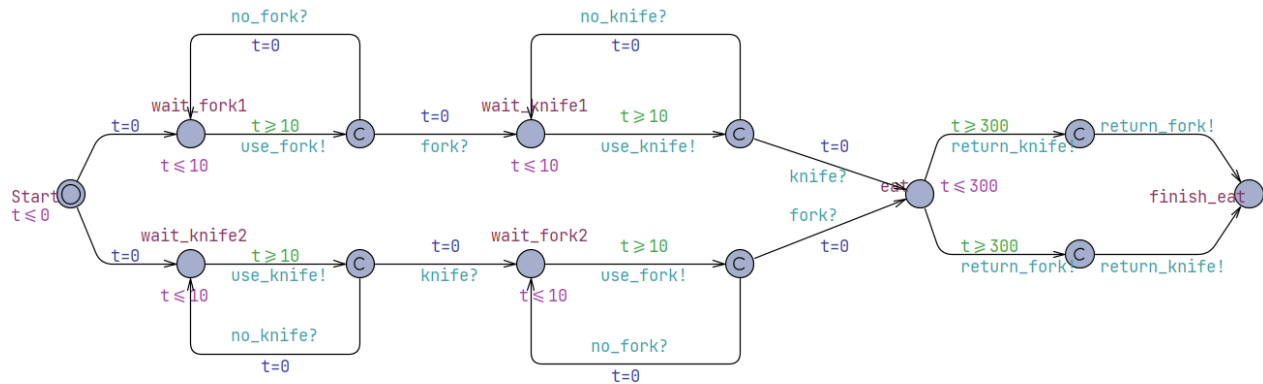 no_fork?
t=0
no_knife?
t=0
wait_fork1
t=0
t⩾10
use_fork!
t⩽10
C
t=0
fork?
wait_knife1
t⩾10
use_knife!
t⩽10
C
t=0
knife?
Start
t⩽0
eat
t⩽300
t⩾300
return_knife!
C
return_fork!
finish_eat
t=0
wait_knife2
t⩾10
use_knife!
t⩽10
C
t=0
knife?
wait_fork2
t⩾10
use_fork!
t⩽10
C
fork?
t=0
t⩾300
return_fork!
C
return_knife!
no_knife?
t=0
no_fork?
t=0